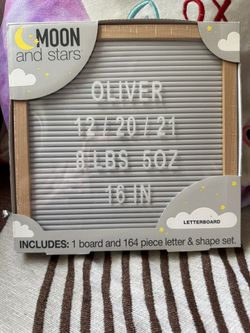 MOON
and stars
OLIVER
12/20/21
8 LBS 5OZ
16 IN
LETTERBOARD
INCLUDES: 1 board and 164 piece letter & shape set.